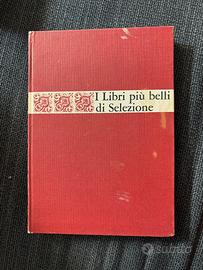 I Libri più belli
di Selezione
subito